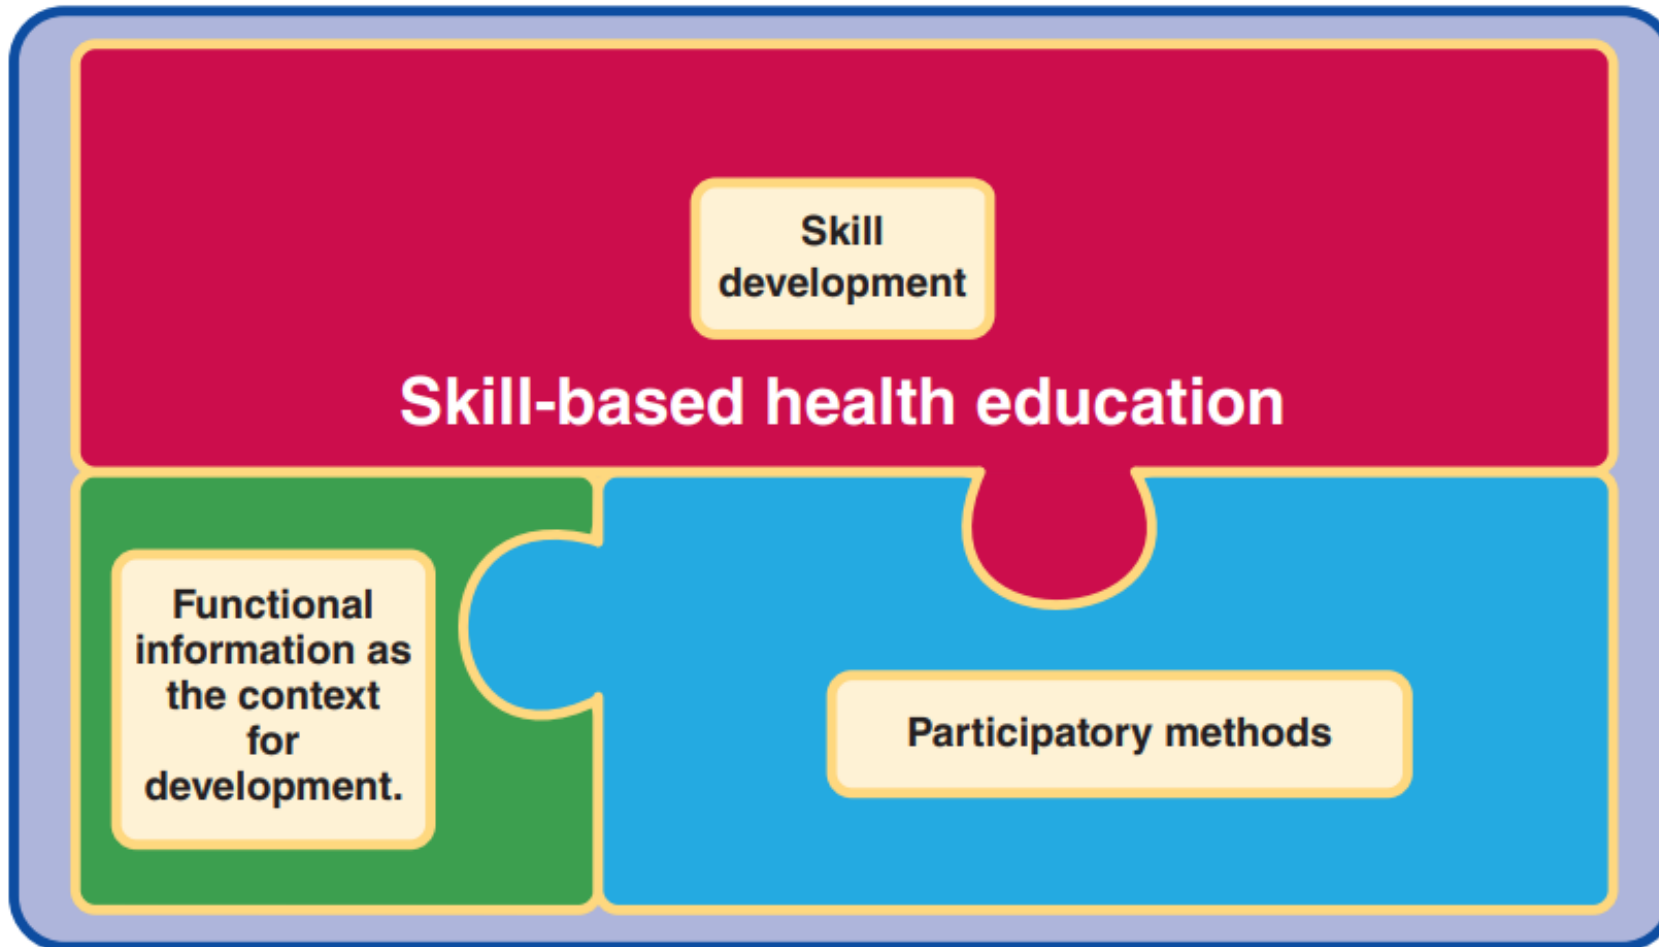 Skill
development
Skill-based health education
Functional
information as
the context
for
development.
Participatory methods